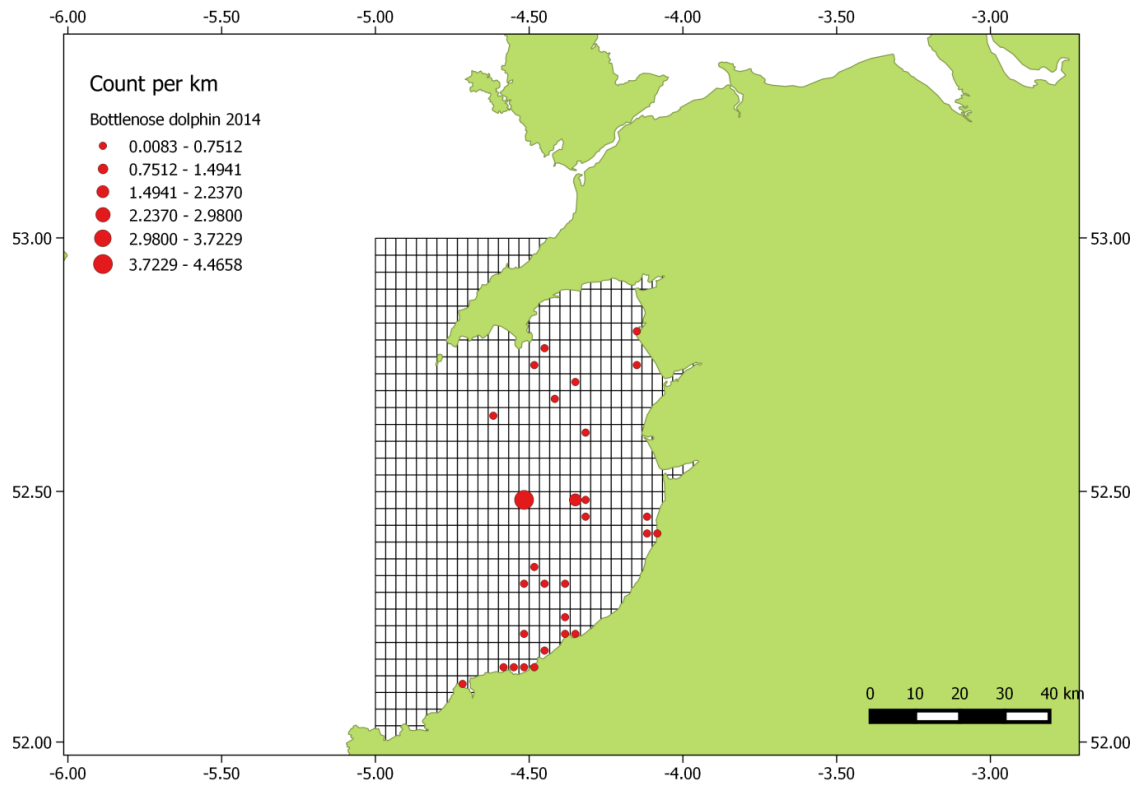 -6.00 -5.50 -5.00 -4.50 -4.00 -3.50 -3.00
Count per km
Bottlenose dolphin 2014
0.0083 - 0.7512
0.7512 - 1.4941
1.4941 - 2.2370
2.2370 - 2.9800
2.9800 - 3.7229
3.7229 - 4.4658
53.00 53.00
52.50 52.50
0 10 20 30 40 km
52.00 52.00
-6.00 -5.50 -5.00 -4.50 -4.00 -3.50 -3.00